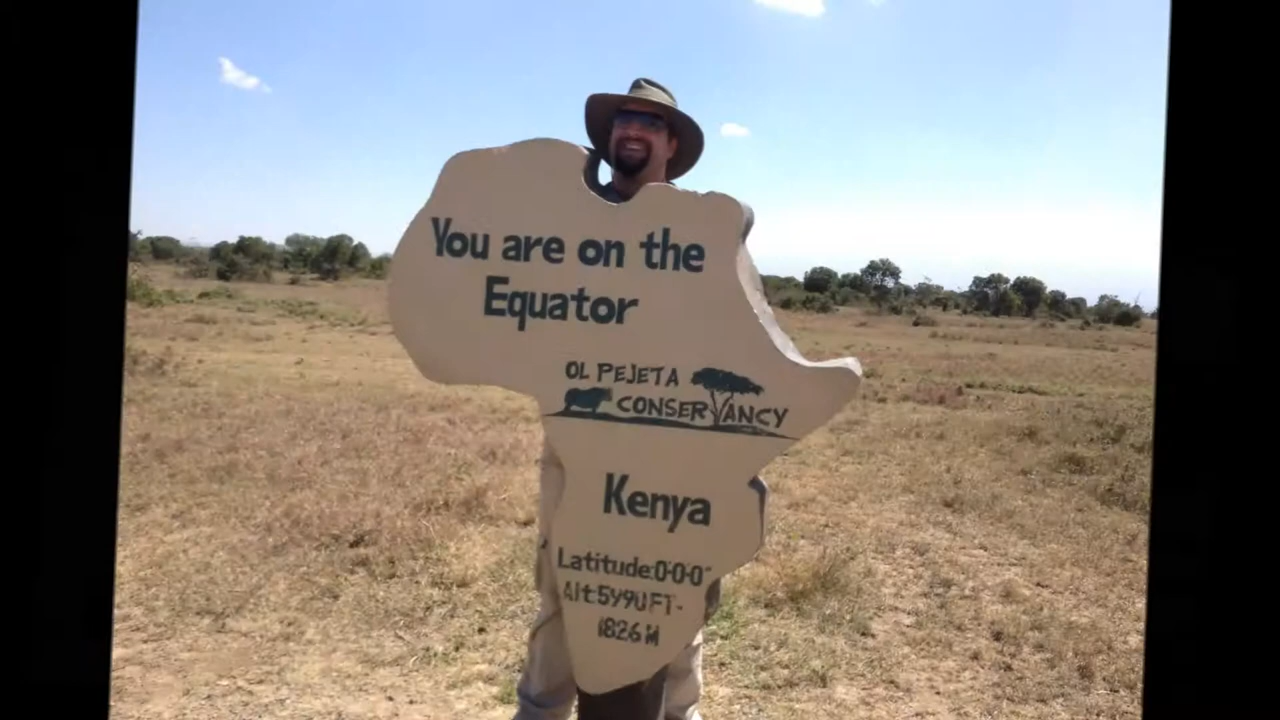 You are on the
Equator
OL PEJETA
CONSERVANCY
Kenya
Latitude:0-0-0"
Alt:5990FT-
1826M